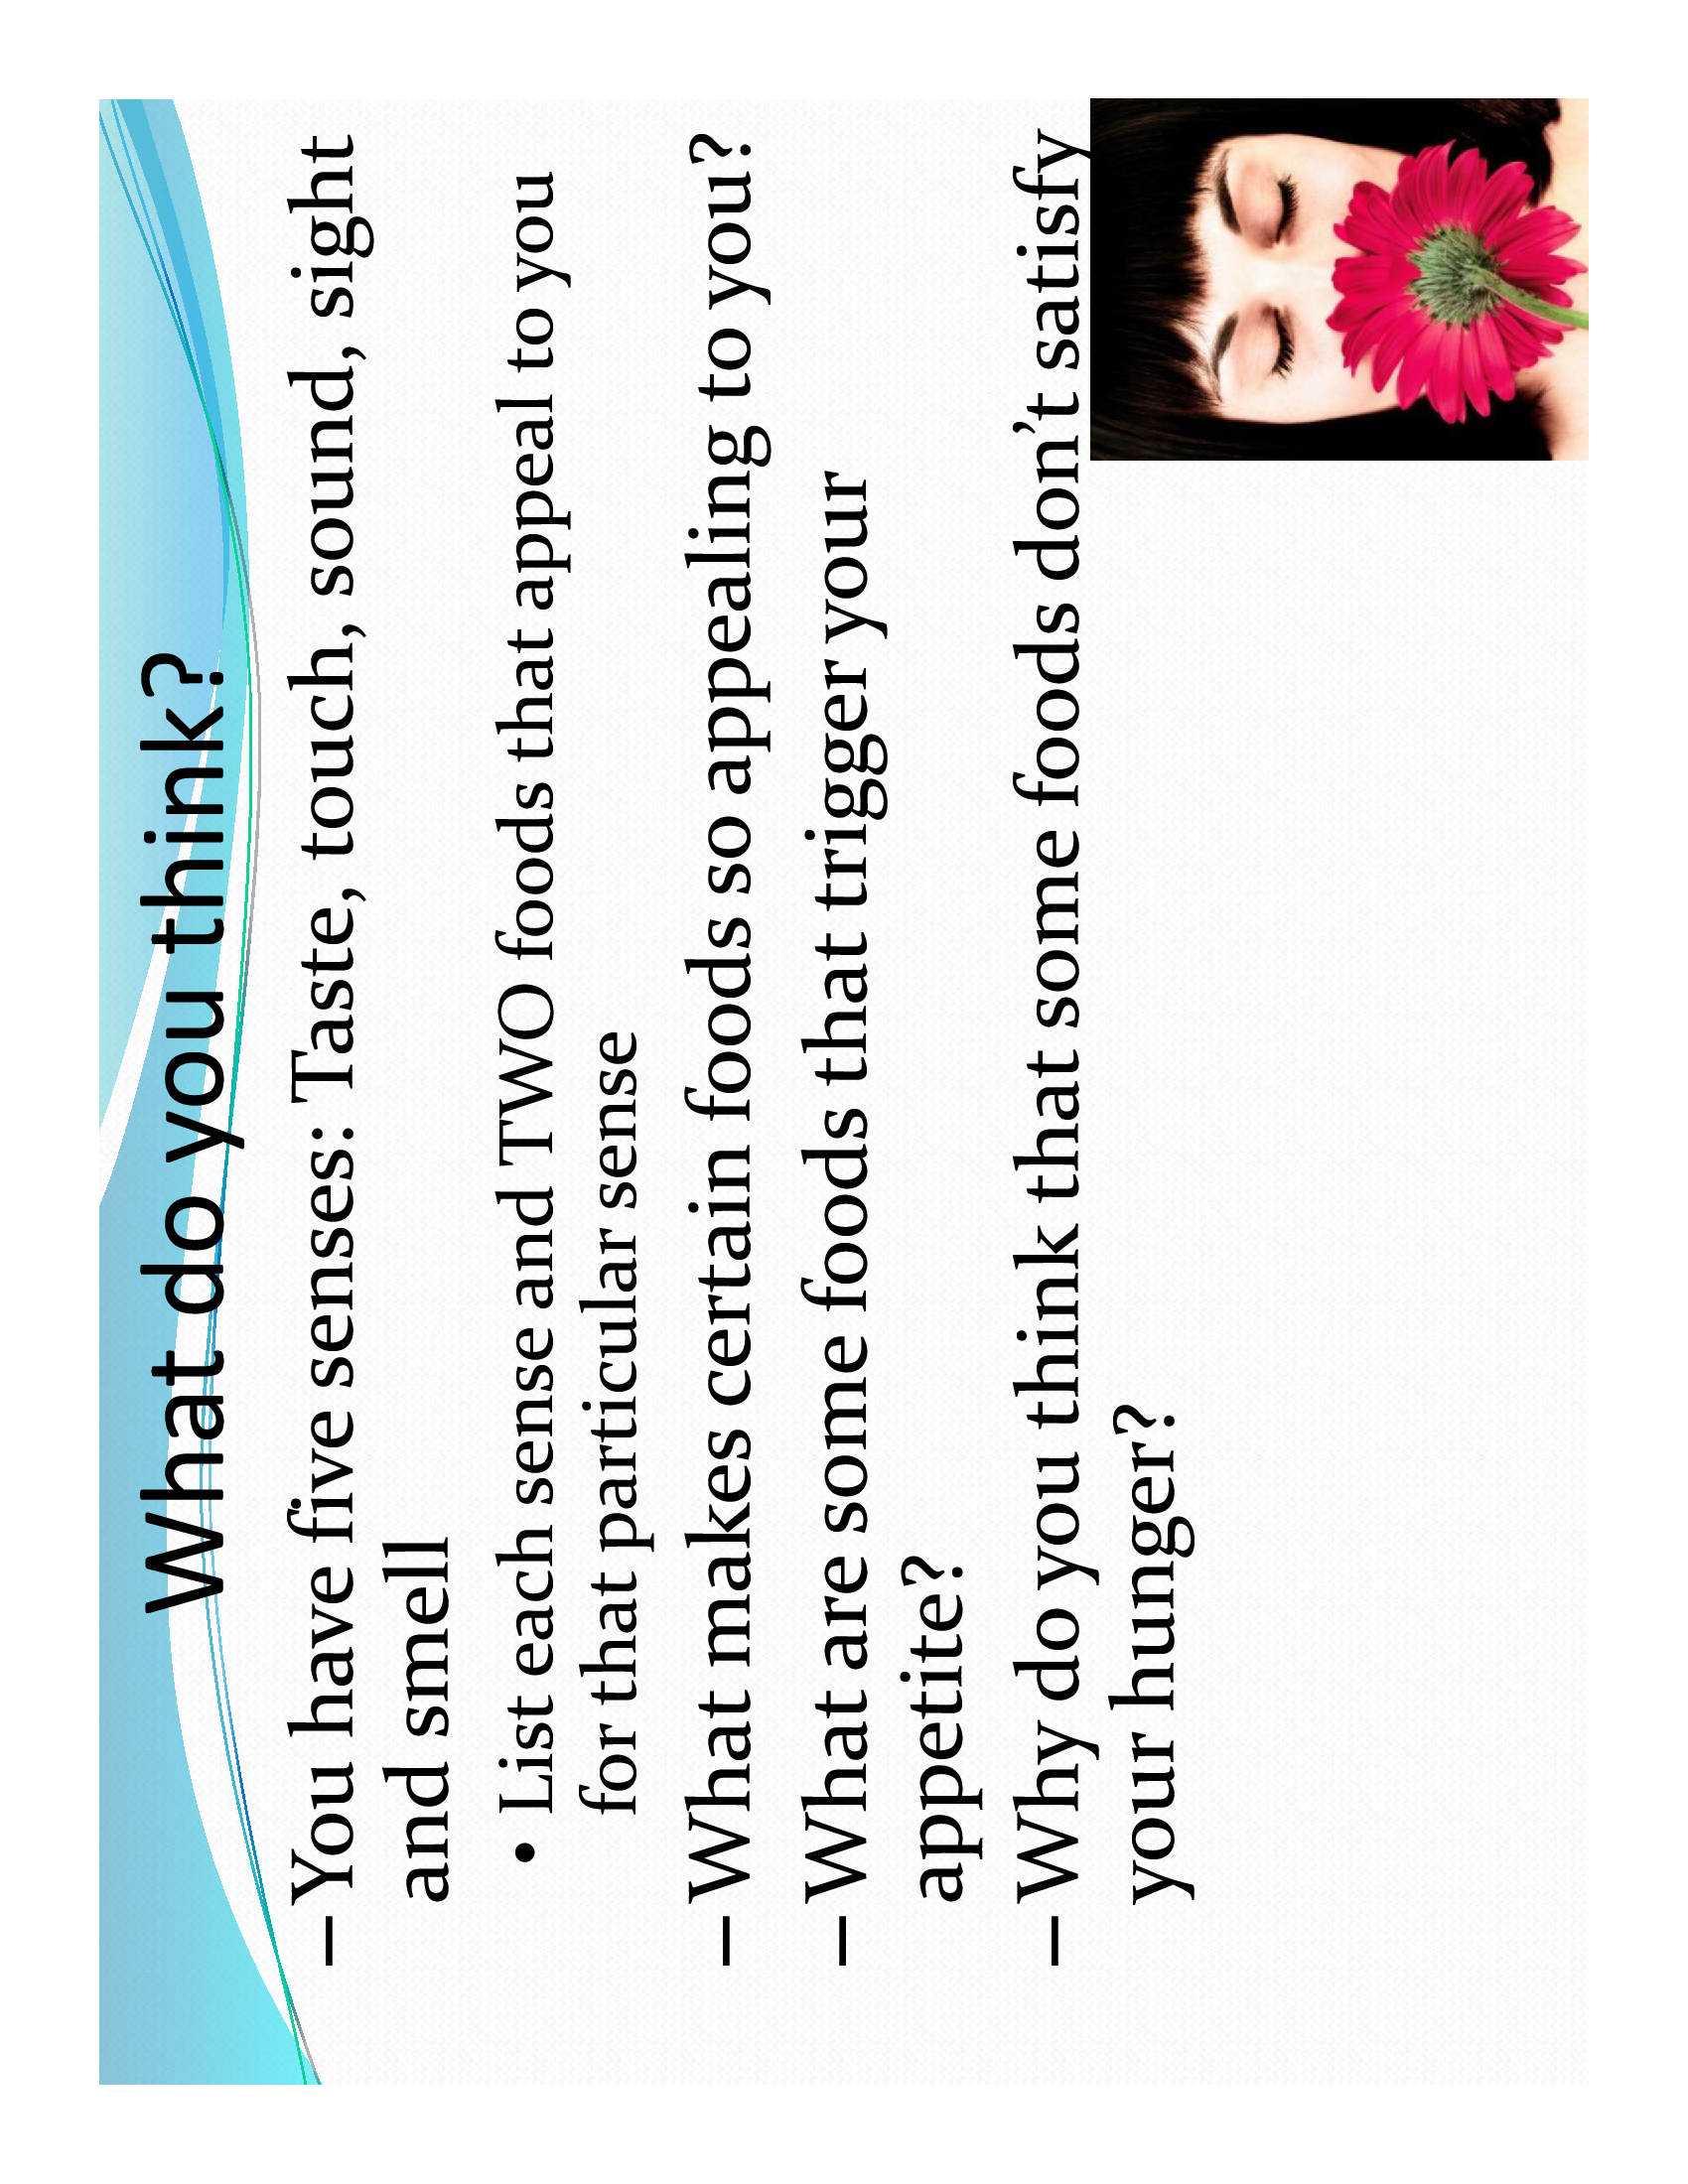 What do you think?
– You have five senses: Taste, touch, sound, sight
and smell
• List each sense and TWO foods that appeal to you
for that particular sense
– What makes certain foods so appealing to you?
– What are some foods that trigger your
appetite?
– Why do you think that some foods don’t satisfy
your hunger?